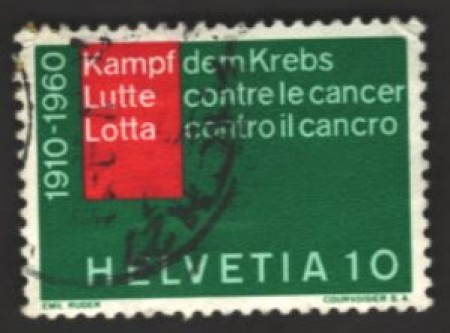 1910-1960
Kampf dem Krebs
Lutte contre le cancer
Lotta contro il cancro
HELVETIA 10
EMIL RUDER
COURVOISIER S.A.